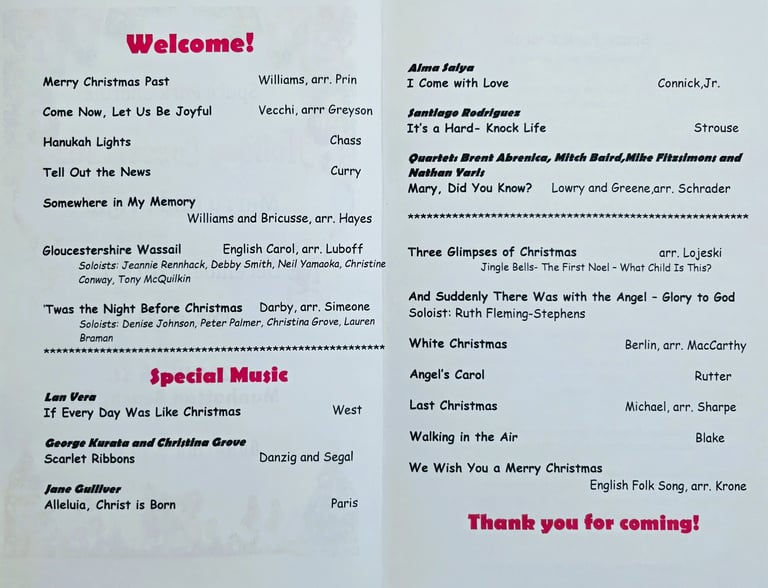 Welcome!
Merry Christmas Past Williams, arr. Prin
Come Now, Let Us Be Joyful Vecchi, arrr Greyson
Hanukah Lights Chass
Tell Out the News Curry
Somewhere in My Memory
Williams and Bricusse, arr. Hayes
Gloucestershire Wassail English Carol, arr. Luboff
Soloists: Jeannie Rennhack, Debby Smith, Neil Yamaoka, Christine
Conway, Tony McQuilkin
'Twas the Night Before Christmas Darby, arr. Simeone
Soloists: Denise Johnson, Peter Palmer, Christina Grove, Lauren
Braman
************************************************************
Special Music
Lan Vera
If Every Day Was Like Christmas West
George Kurata and Christina Grove
Scarlet Ribbons Danzig and Segal
Jane Gulliver
Alleluia, Christ is Born Paris
Alma Salya
I Come with Love Connick,Jr.
Santiago Rodriguez
It's a Hard- Knock Life Strouse
Quartet: Brent Abrenica, Mitch Baird,Mike Fitzsimons and
Nathan Yaris
Mary, Did You Know? Lowry and Greene,arr. Schrader
************************************************************
Three Glimpses of Christmas arr. Lojeski
Jingle Bells- The First Noel – What Child Is This?
And Suddenly There Was with the Angel – Glory to God
Soloist: Ruth Fleming-Stephens
White Christmas Berlin, arr. MacCarthy
Angel's Carol Rutter
Last Christmas Michael, arr. Sharpe
Walking in the Air Blake
We Wish You a Merry Christmas
English Folk Song, arr. Krone
Thank you for coming!